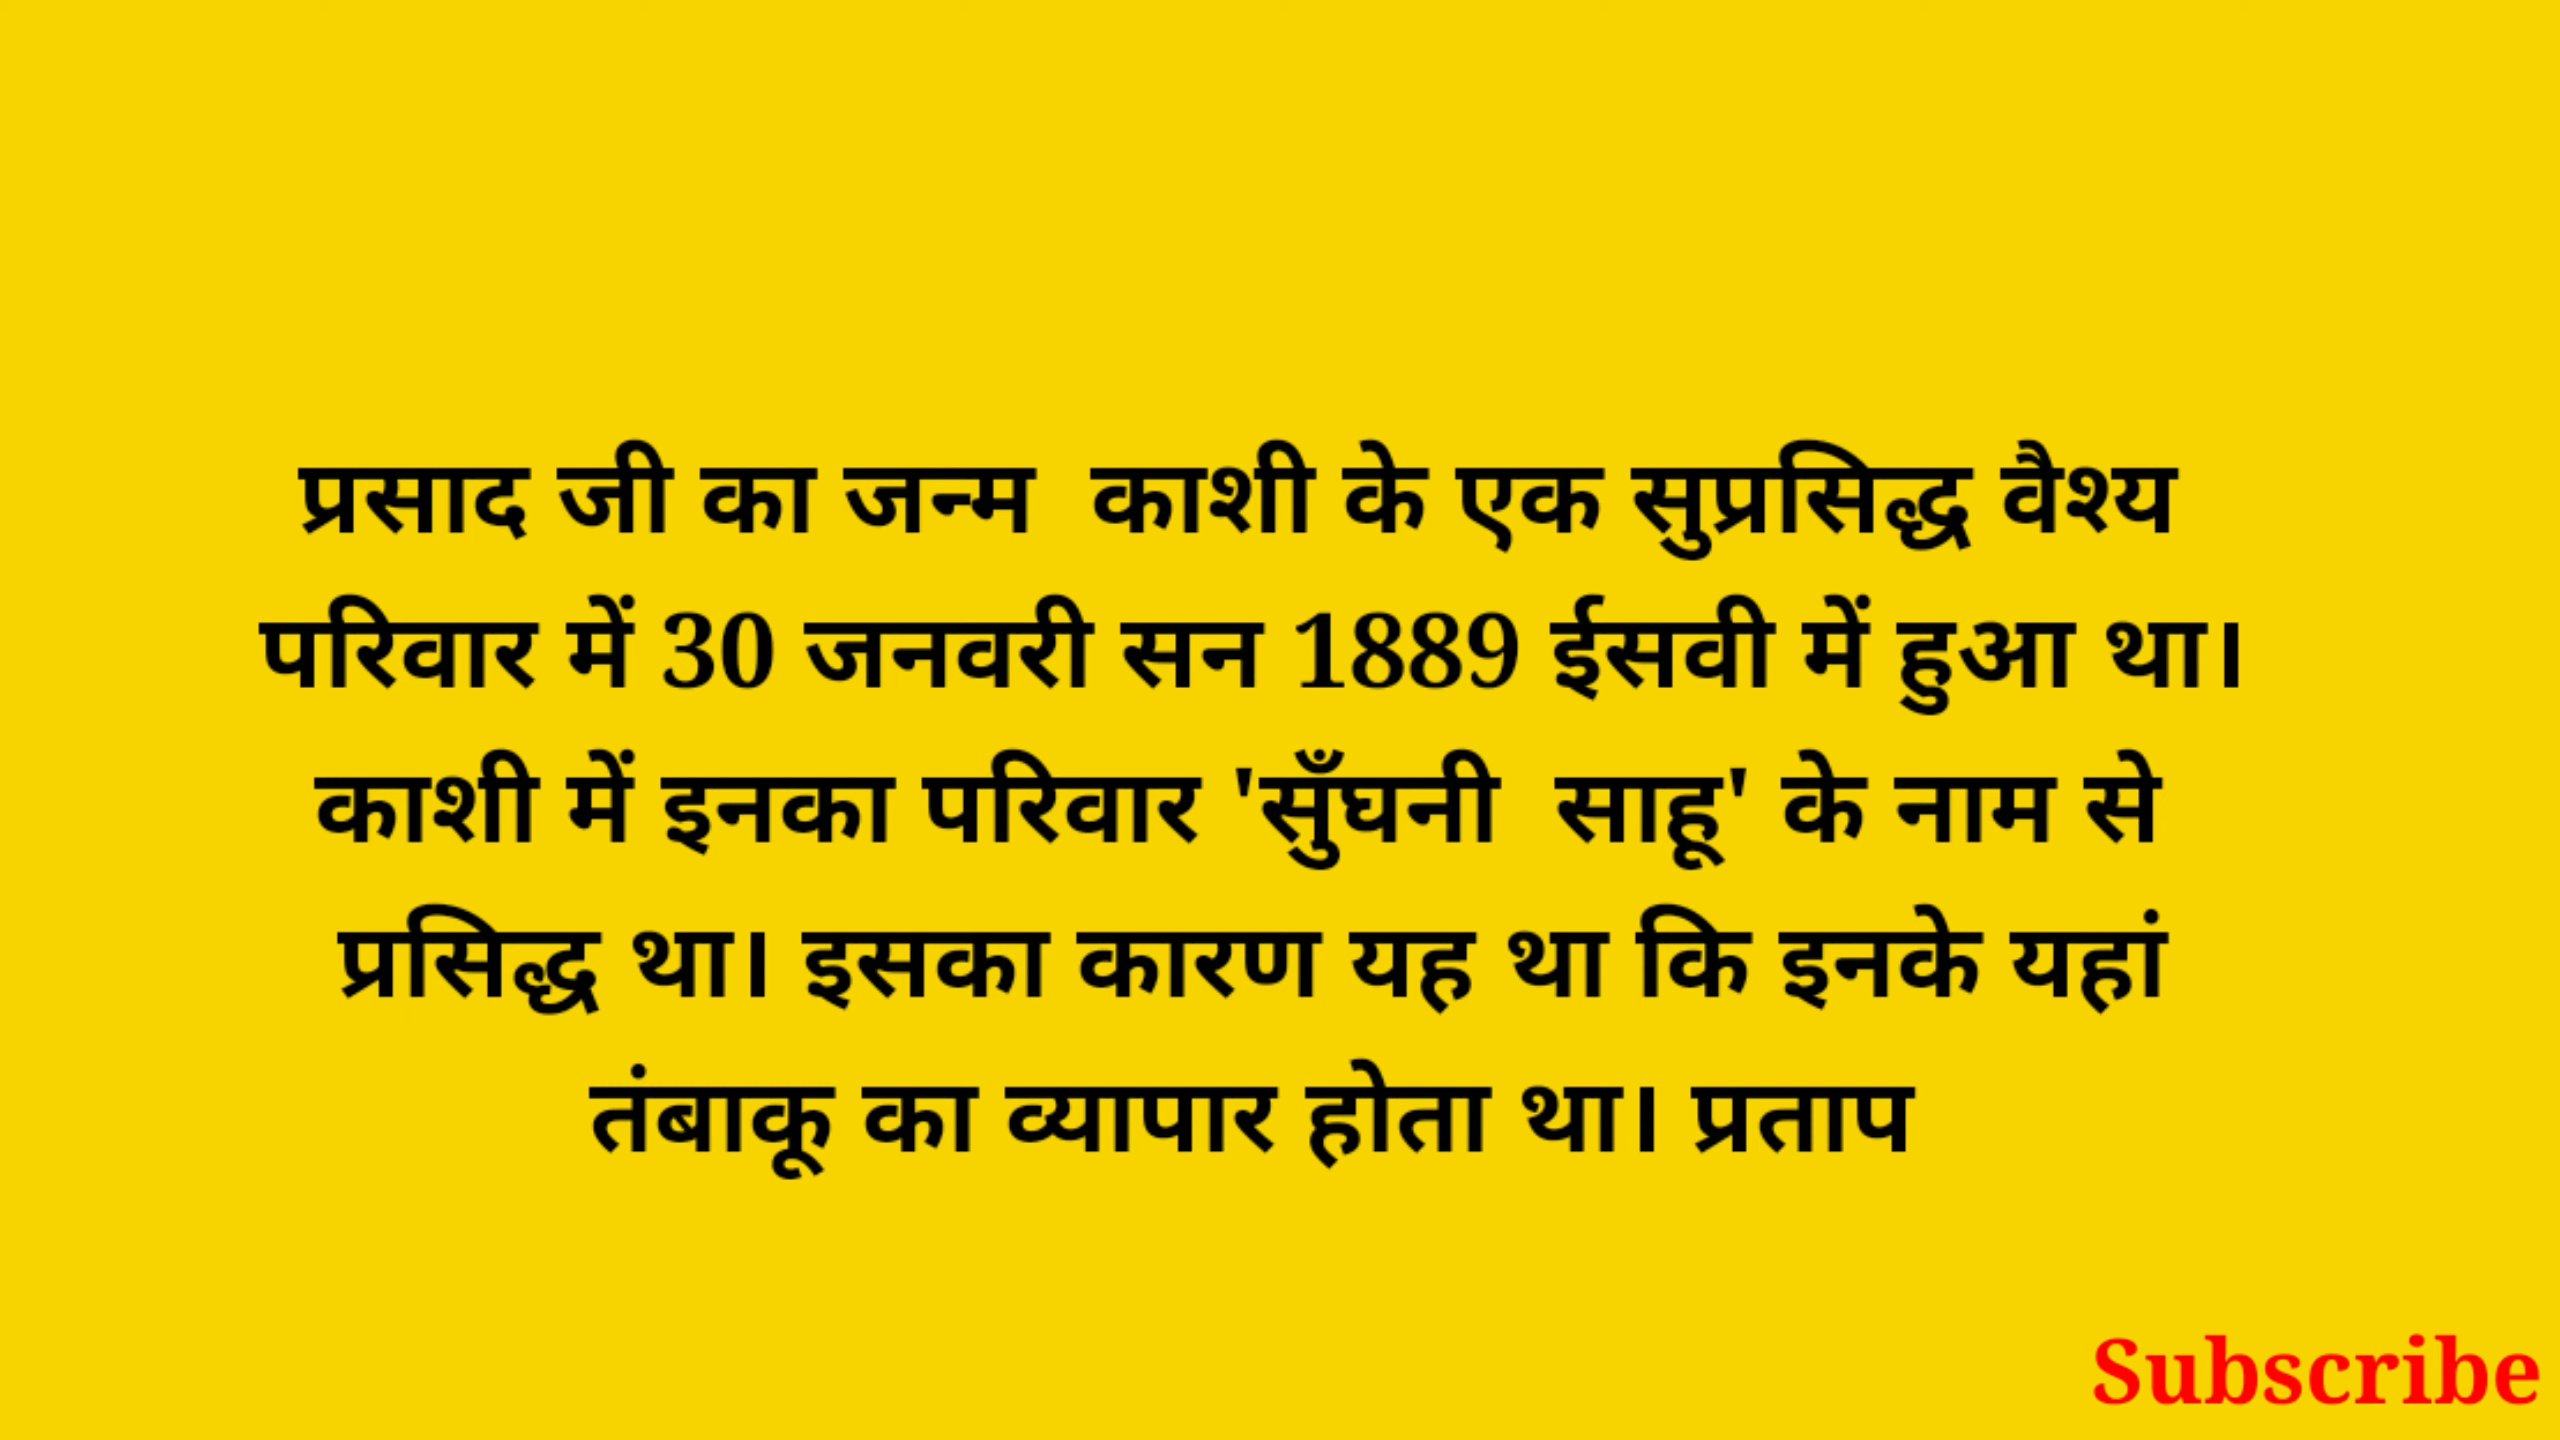 प्रसाद जी का जन्म  काशी के एक सुप्रसिद्ध वैश्य
परिवार में 30 जनवरी सन 1889 ईसवी में हुआ था।
काशी में इनका परिवार 'सुँघनी  साहू' के नाम से
प्रसिद्ध था। इसका कारण यह था कि इनके यहां
तंबाकू का व्यापार होता था। प्रताप
Subscribe